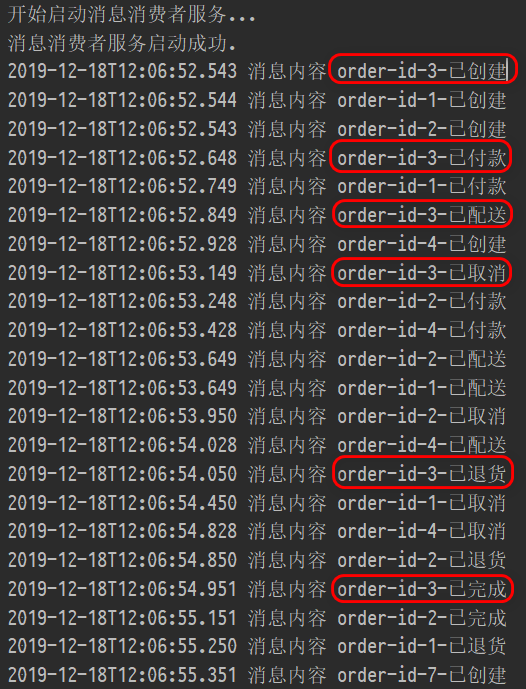 开始启动消息消费者服务...
消息消费者服务启动成功.
2019-12-18T12:06:52.543 消息内容 order-id-3-已创建
2019-12-18T12:06:52.544 消息内容 order-id-1-已创建
2019-12-18T12:06:52.543 消息内容 order-id-2-已创建
2019-12-18T12:06:52.648 消息内容 order-id-3-已付款
2019-12-18T12:06:52.749 消息内容 order-id-1-已付款
2019-12-18T12:06:52.849 消息内容 order-id-3-已配送
2019-12-18T12:06:52.928 消息内容 order-id-4-已创建
2019-12-18T12:06:53.149 消息内容 order-id-3-已取消
2019-12-18T12:06:53.248 消息内容 order-id-2-已付款
2019-12-18T12:06:53.428 消息内容 order-id-4-已付款
2019-12-18T12:06:53.649 消息内容 order-id-2-已配送
2019-12-18T12:06:53.649 消息内容 order-id-1-已配送
2019-12-18T12:06:53.950 消息内容 order-id-2-已取消
2019-12-18T12:06:54.028 消息内容 order-id-4-已配送
2019-12-18T12:06:54.050 消息内容 order-id-3-已退货
2019-12-18T12:06:54.450 消息内容 order-id-1-已取消
2019-12-18T12:06:54.828 消息内容 order-id-4-已取消
2019-12-18T12:06:54.850 消息内容 order-id-2-已退货
2019-12-18T12:06:54.951 消息内容 order-id-3-已完成
2019-12-18T12:06:55.151 消息内容 order-id-2-已完成
2019-12-18T12:06:55.250 消息内容 order-id-1-已退货
2019-12-18T12:06:55.351 消息内容 order-id-7-已创建